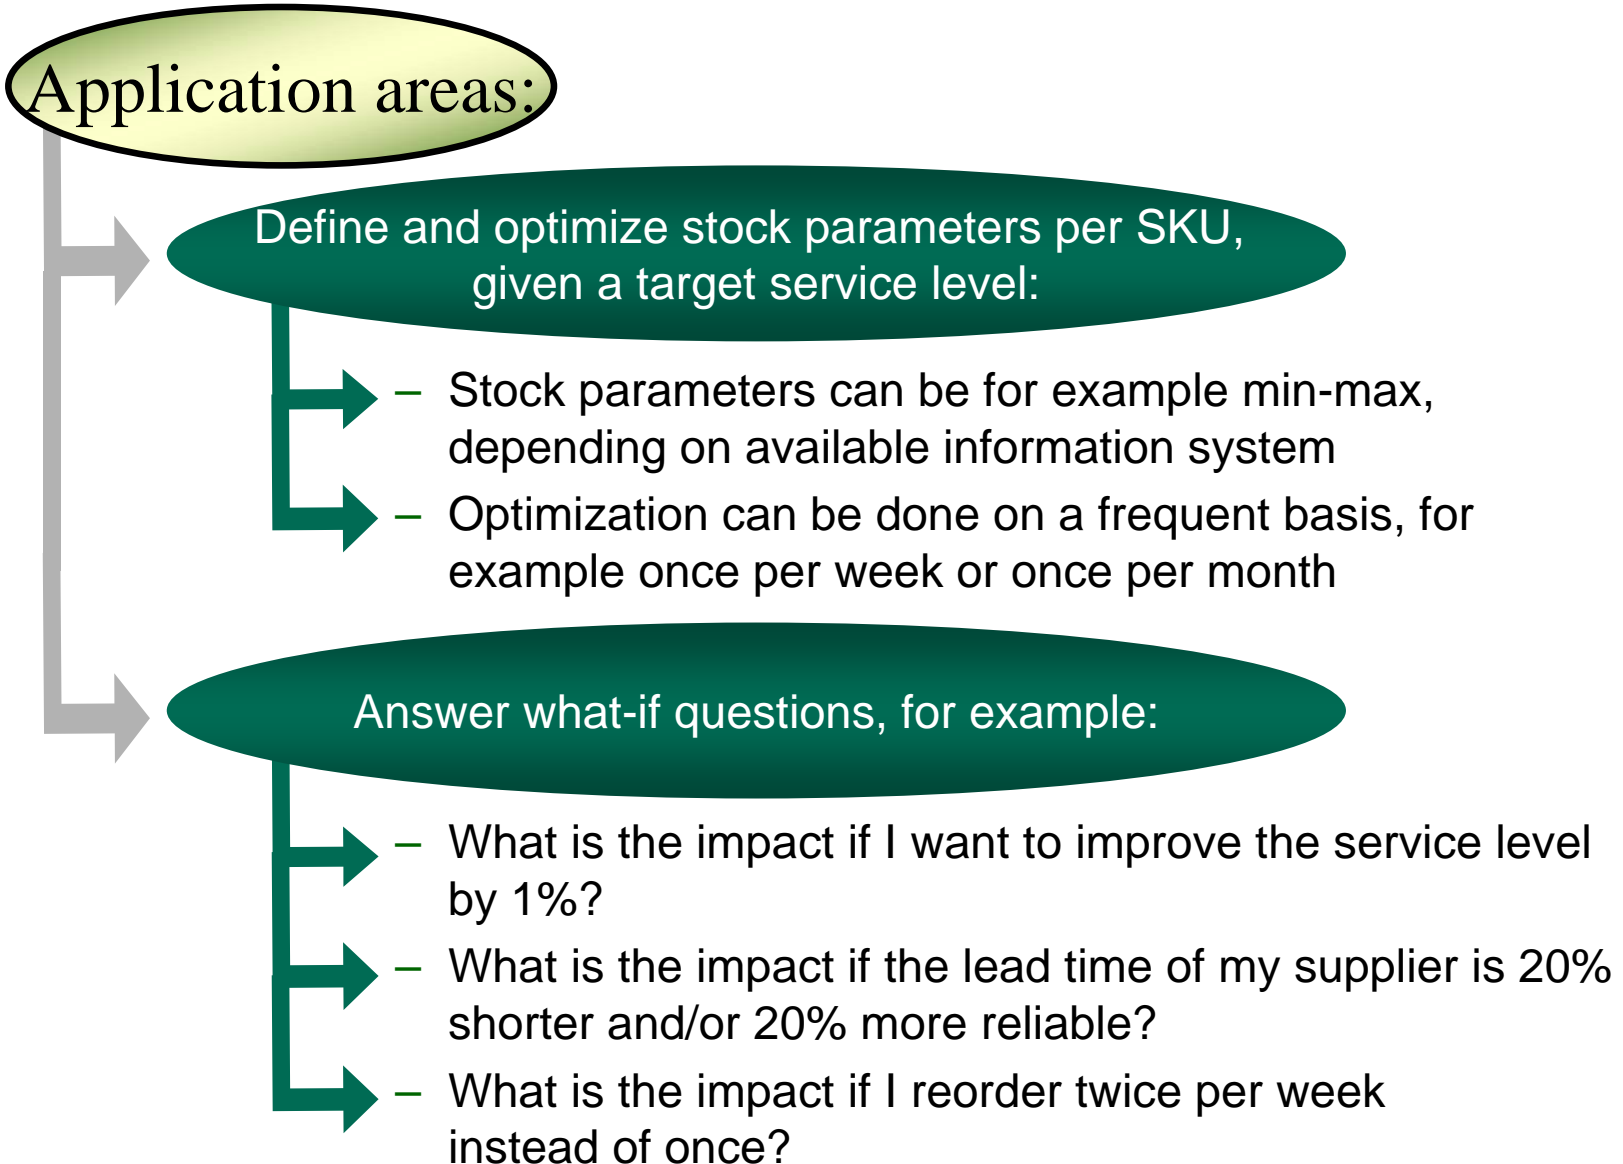 Application areas:
Define and optimize stock parameters per SKU,
given a target service level:
– Stock parameters can be for example min-max,
depending on available information system
– Optimization can be done on a frequent basis, for
example once per week or once per month
Answer what-if questions, for example:
– What is the impact if I want to improve the service level
by 1%?
– What is the impact if the lead time of my supplier is 20%
shorter and/or 20% more reliable?
– What is the impact if I reorder twice per week
instead of once?